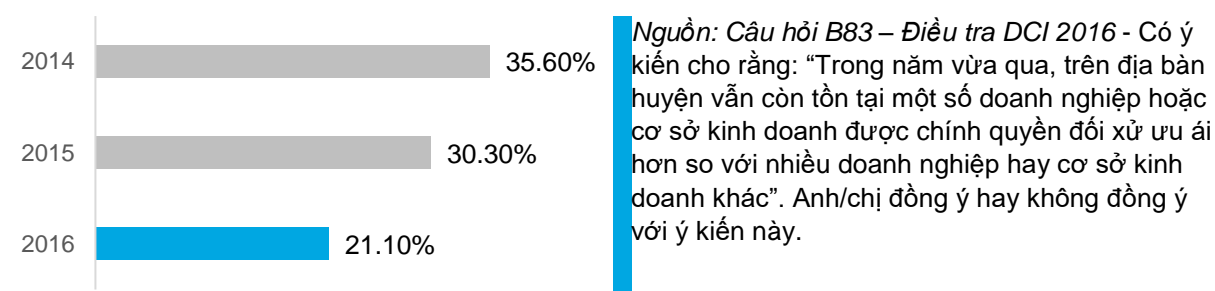 2014
35.60%
2015
30.30%
2016
21.10%
Nguồn: Câu hỏi B83 – Điều tra DCI 2016 - Có ý
kiến cho rằng: “Trong năm vừa qua, trên địa bàn
huyện vẫn còn tồn tại một số doanh nghiệp hoặc
cơ sở kinh doanh được chính quyền đối xử ưu ái
hơn so với nhiều doanh nghiệp hay cơ sở kinh
doanh khác”. Anh/chị đồng ý hay không đồng ý
với ý kiến này.